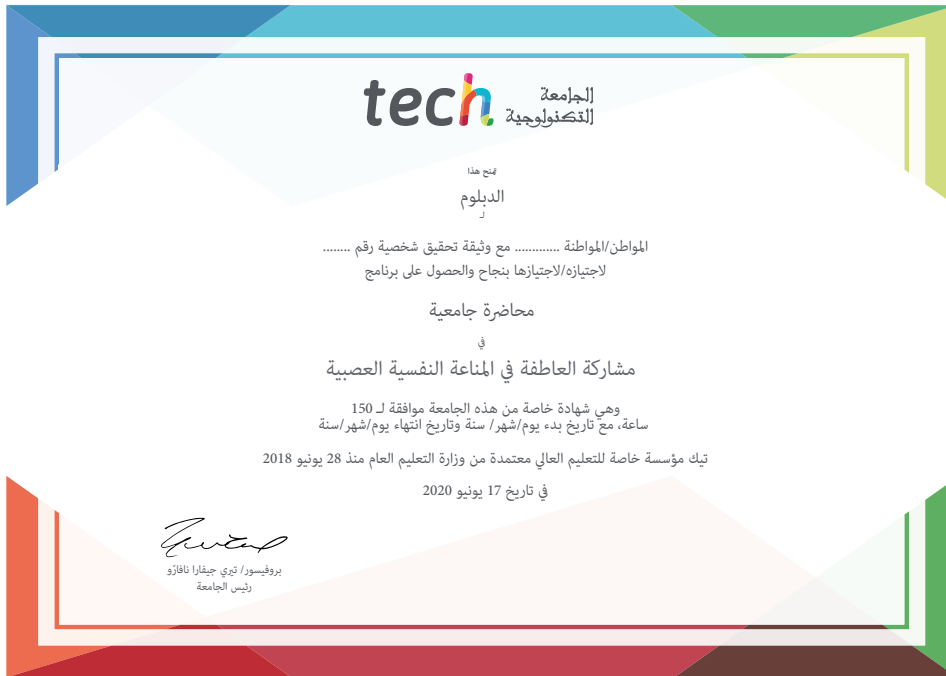 tech الجامعة
التكنولوجية
يمنح هذا
الدبلوم
لـ
المواطن/المواطنة ............. مع وثيقة تحقيق شخصية رقم ........
لاجتيازه/لاجتيازها بنجاح والحصول على برنامج
محاضرة جامعية
في
مشاركة العاطفة في المناعة النفسية العصبية
وهي شهادة خاصة من هذه الجامعة موافقة لـ 150
ساعة، مع تاريخ بدء يوم/شهر/ سنة وتاريخ انتهاء يوم/شهر/سنة
تيك مؤسسة خاصة للتعليم العالي معتمدة من وزارة التعليم العام منذ 28 يونيو 2018
في تاريخ 17 يونيو 2020
بروفيسور/ تيري جيفارا نافارّو
رئيس الجامعة